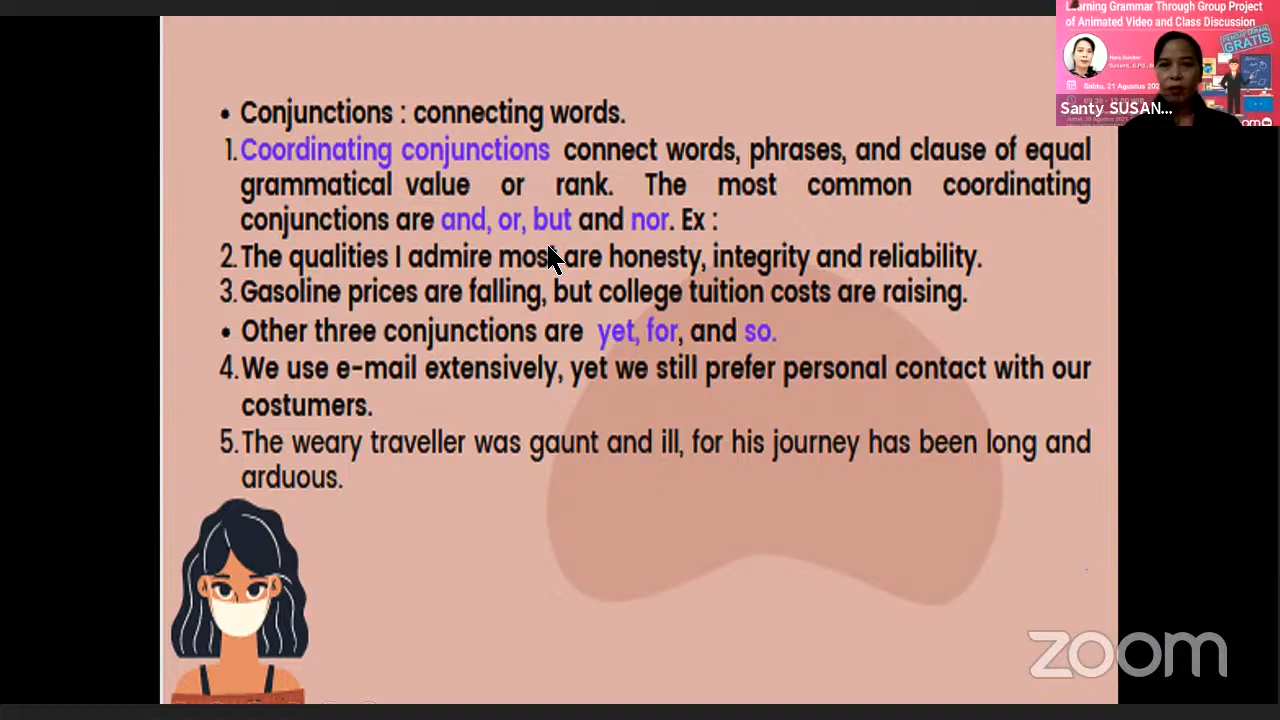 • Conjunctions : connecting words.
1.Coordinating conjunctions connect words, phrases, and clause of equal
grammatical value or rank. The most common coordinating
conjunctions are and, or, but and nor. Ex :
2.The qualities I admire most are honesty, integrity and reliability.
3.Gasoline prices are falling, but college tuition costs are raising.
• Other three conjunctions are yet, for, and so.
4.We use e-mail extensively, yet we still prefer personal contact with our
costumers.
5.The weary traveller was gaunt and ill, for his journey has been long and
arduous.
Learning Grammar Through Group Project
of Animated Video and Class Discussion
GRATIS
Sabtu, 21 Agustus
Santy SUSAN...
zoom